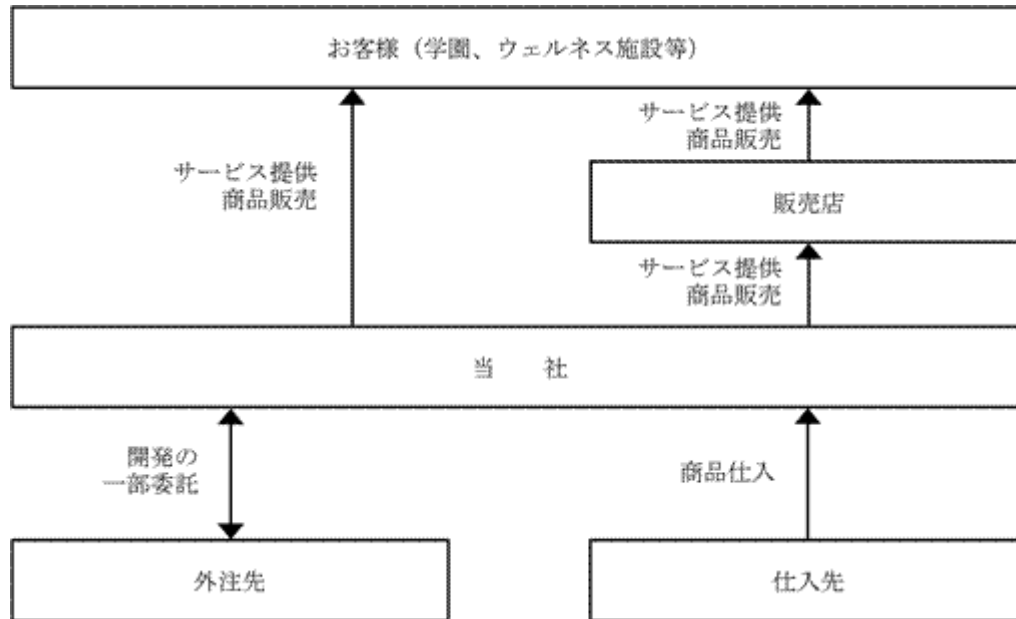 お客様（学園、ウェルネス施設等）
サービス提供
商品販売
サービス提供
商品販売
販売店
サービス提供
商品販売
当　　社
開発の
一部委託
商品仕入
外注先
仕入先